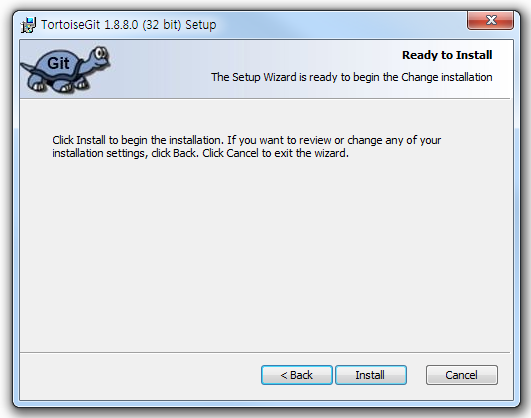 TortoiseGit 1.8.8.0 (32 bit) Setup
Git
Ready to Install
The Setup Wizard is ready to begin the Change installation
Click Install to begin the installation. If you want to review or change any of your
installation settings, click Back. Click Cancel to exit the wizard.
< Back
Install
Cancel